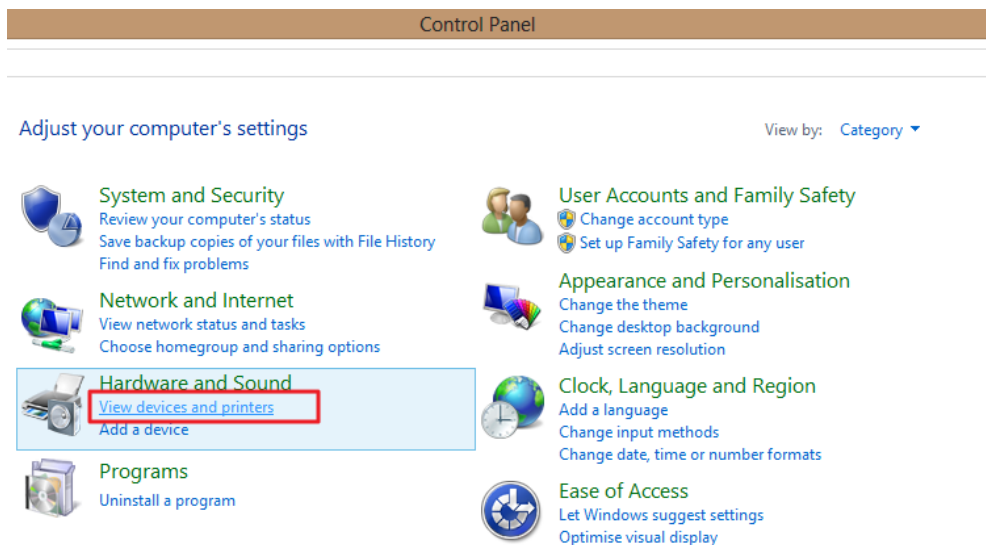 Control Panel
Adjust your computer's settings
View by: Category
System and Security
Review your computer's status
Save backup copies of your files with File History
Find and fix problems
Network and Internet
View network status and tasks
Choose homegroup and sharing options
Hardware and Sound
View devices and printers
Add a device
Programs
Uninstall a program
User Accounts and Family Safety
Change account type
Set up Family Safety for any user
Appearance and Personalisation
Change the theme
Change desktop background
Adjust screen resolution
Clock, Language and Region
Add a language
Change input methods
Change date, time or number formats
Ease of Access
Let Windows suggest settings
Optimise visual display